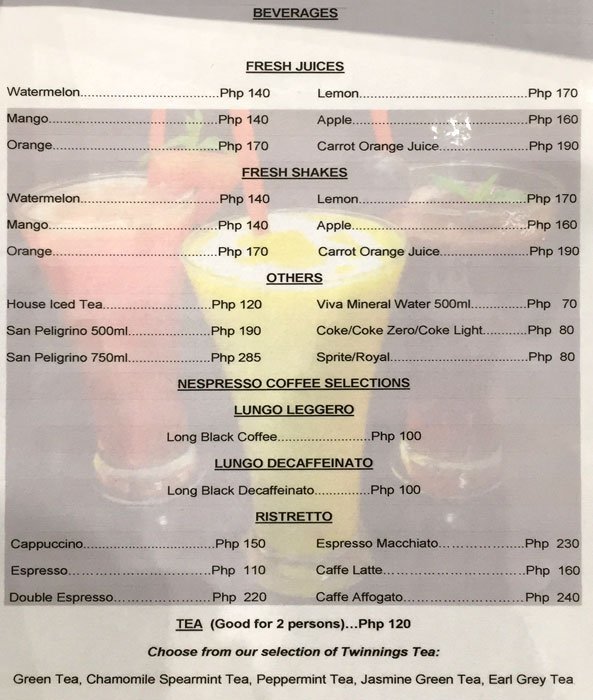 BEVERAGES
FRESH JUICES
Watermelon..............................Php 140 Lemon.....................................Php 170
Mango.....................................Php 140 Apple......................................Php 160
Orange....................................Php 170 Carrot Orange Juice...................Php 190
FRESH SHAKES
Watermelon..............................Php 140 Lemon.....................................Php 170
Mango.....................................Php 140 Apple......................................Php 160
Orange....................................Php 170 Carrot Orange Juice...................Php 190
OTHERS
House Iced Tea.........................Php 120 Viva Mineral Water 500ml............Php 70
San Peligrino 500ml...................Php 190 Coke/Coke Zero/Coke Light.........Php 80
San Peligrino 750ml...................Php 285 Sprite/Royal..............................Php 80
NESPRESSO COFFEE SELECTIONS
LUNGO LEGGERO
Long Black Coffee.....................Php 100
LUNGO DECAFFEINATO
Long Black Decaffeinato..............Php 100
RISTRETTO
Cappuccino..............................Php 150 Espresso Macchiato...................Php 230
Espresso..................................Php 110 Caffe Latte................................Php 160
Double Espresso.......................Php 220 Caffe Affogato...........................Php 240
TEA (Good for 2 persons)...Php 120
Choose from our selection of Twinnings Tea:
Green Tea, Chamomile Spearmint Tea, Peppermint Tea, Jasmine Green Tea, Earl Grey Tea